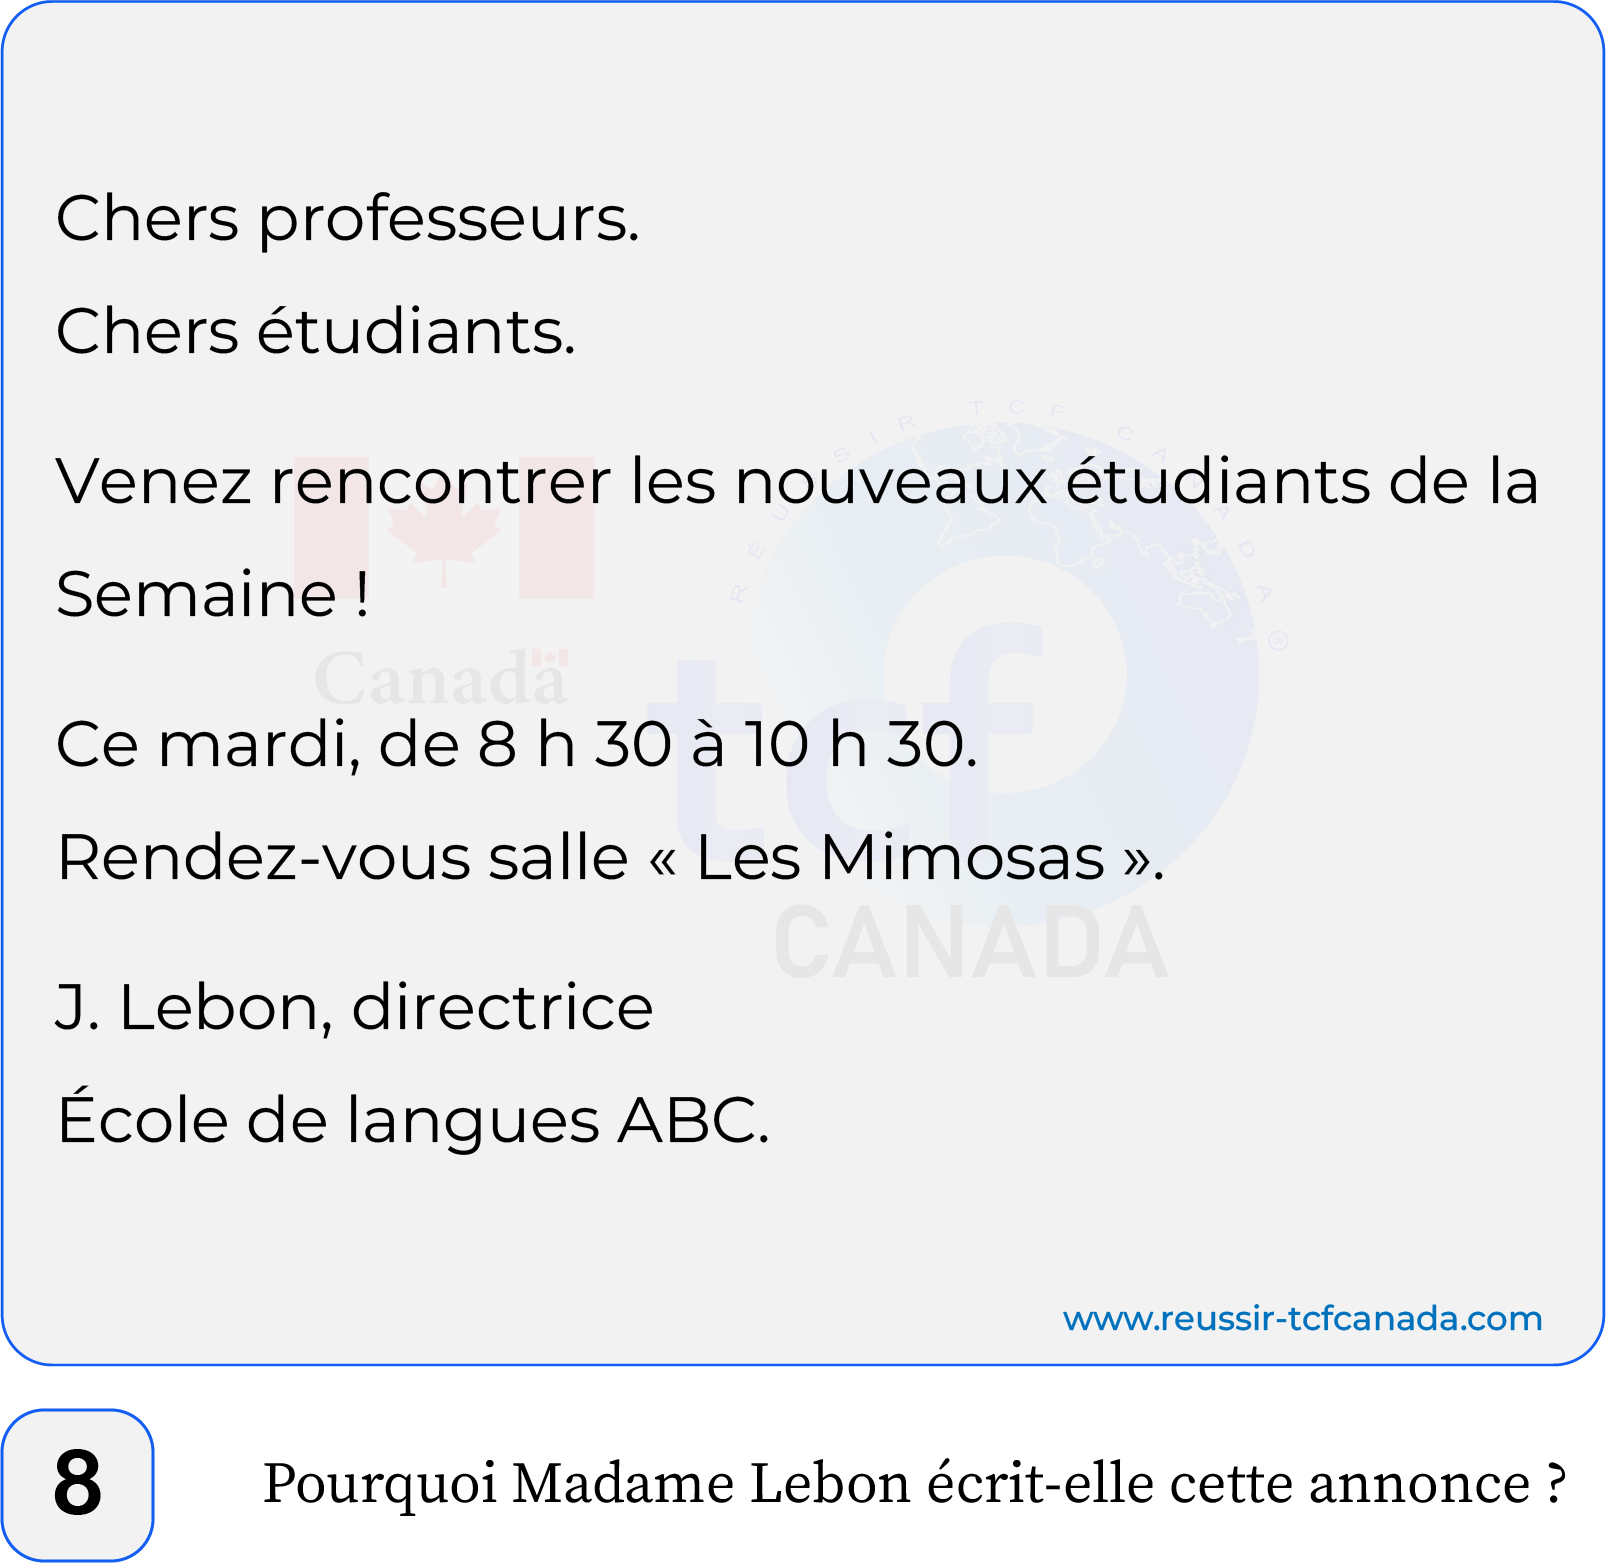 Chers professeurs.
Chers étudiants.
Venez rencontrer les nouveaux étudiants de la
Semaine !
Canada
RÉUSSIR TCF CANADA ®
tcf
CANADA
Ce mardi, de 8 h 30 à 10 h 30.
Rendez-vous salle « Les Mimosas ».
J. Lebon, directrice
École de langues ABC.
www.reussir-tcfcanada.com
8
Pourquoi Madame Lebon écrit-elle cette annonce ?